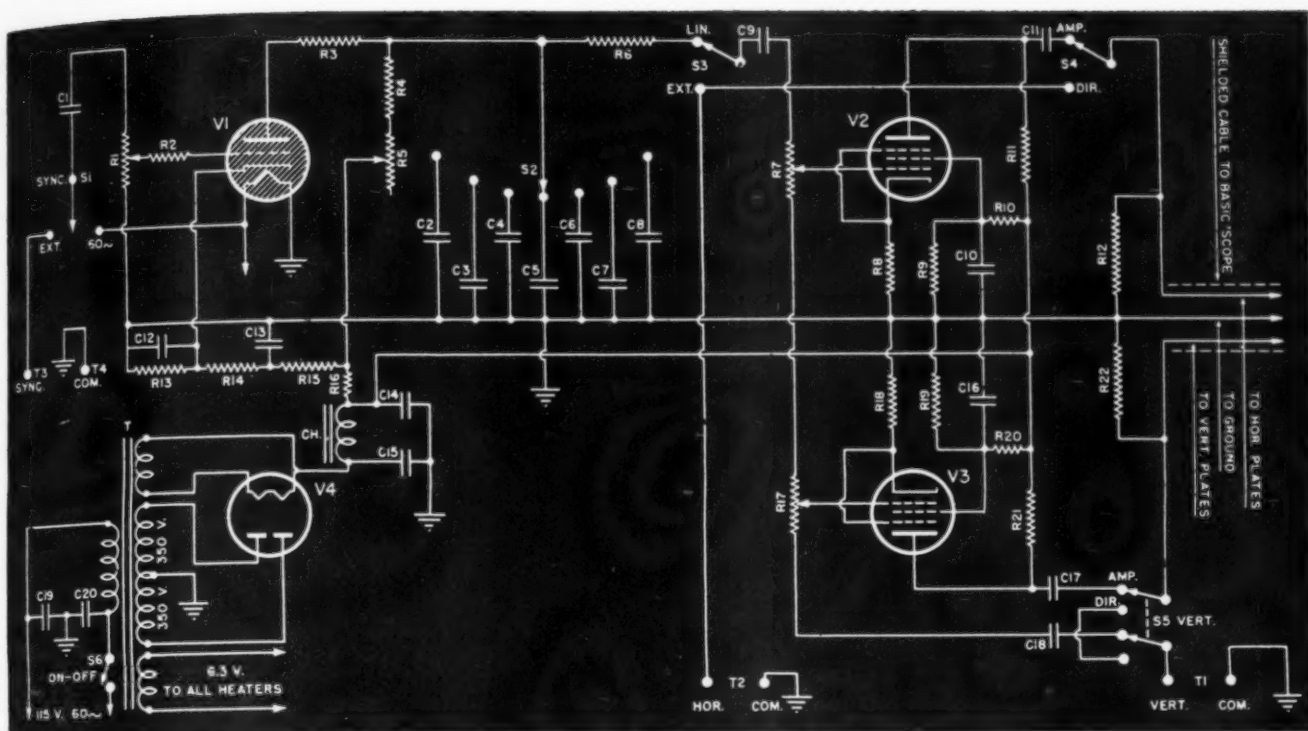 LIN.
C9
C11
AMP.
R3
R6
S3
S4
C1
R4
EXT.
DIR.
SHIELDED CABLE TO BASIC 'SCOPE
V1
V2
R1
R2
R5
R7
R11
SYNC.
S1
S2
R10
EXT.
60~
C2
C4
C6
C8
R8
R9
C10
R12
C3
C5
C7
C12
C13
R13
R14
R15
R16
T3
SYNC.
T4
COM.
C14
CH.
C15
R18
R19
C16
R20
R22
TO VENT. PLATES
TO GROUND
TO HOR. PLATES
T
V4
V3
R17
R21
350 V.
350 V.
C19
C20
C17
AMP.
DIR.
S5 VERT.
C18
S6
ON-OFF
6.3 V.
TO ALL HEATERS
115 V. 60~
T2
HOR.
COM.
T1
VERT.
COM.